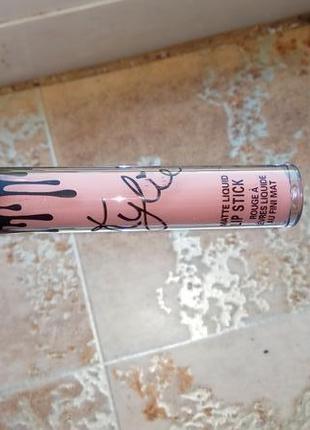 Kylie
MATTE LIQUID
LIP STICK
ROUGE À
LÈVRES LIQUIDE
AU FINI MAT